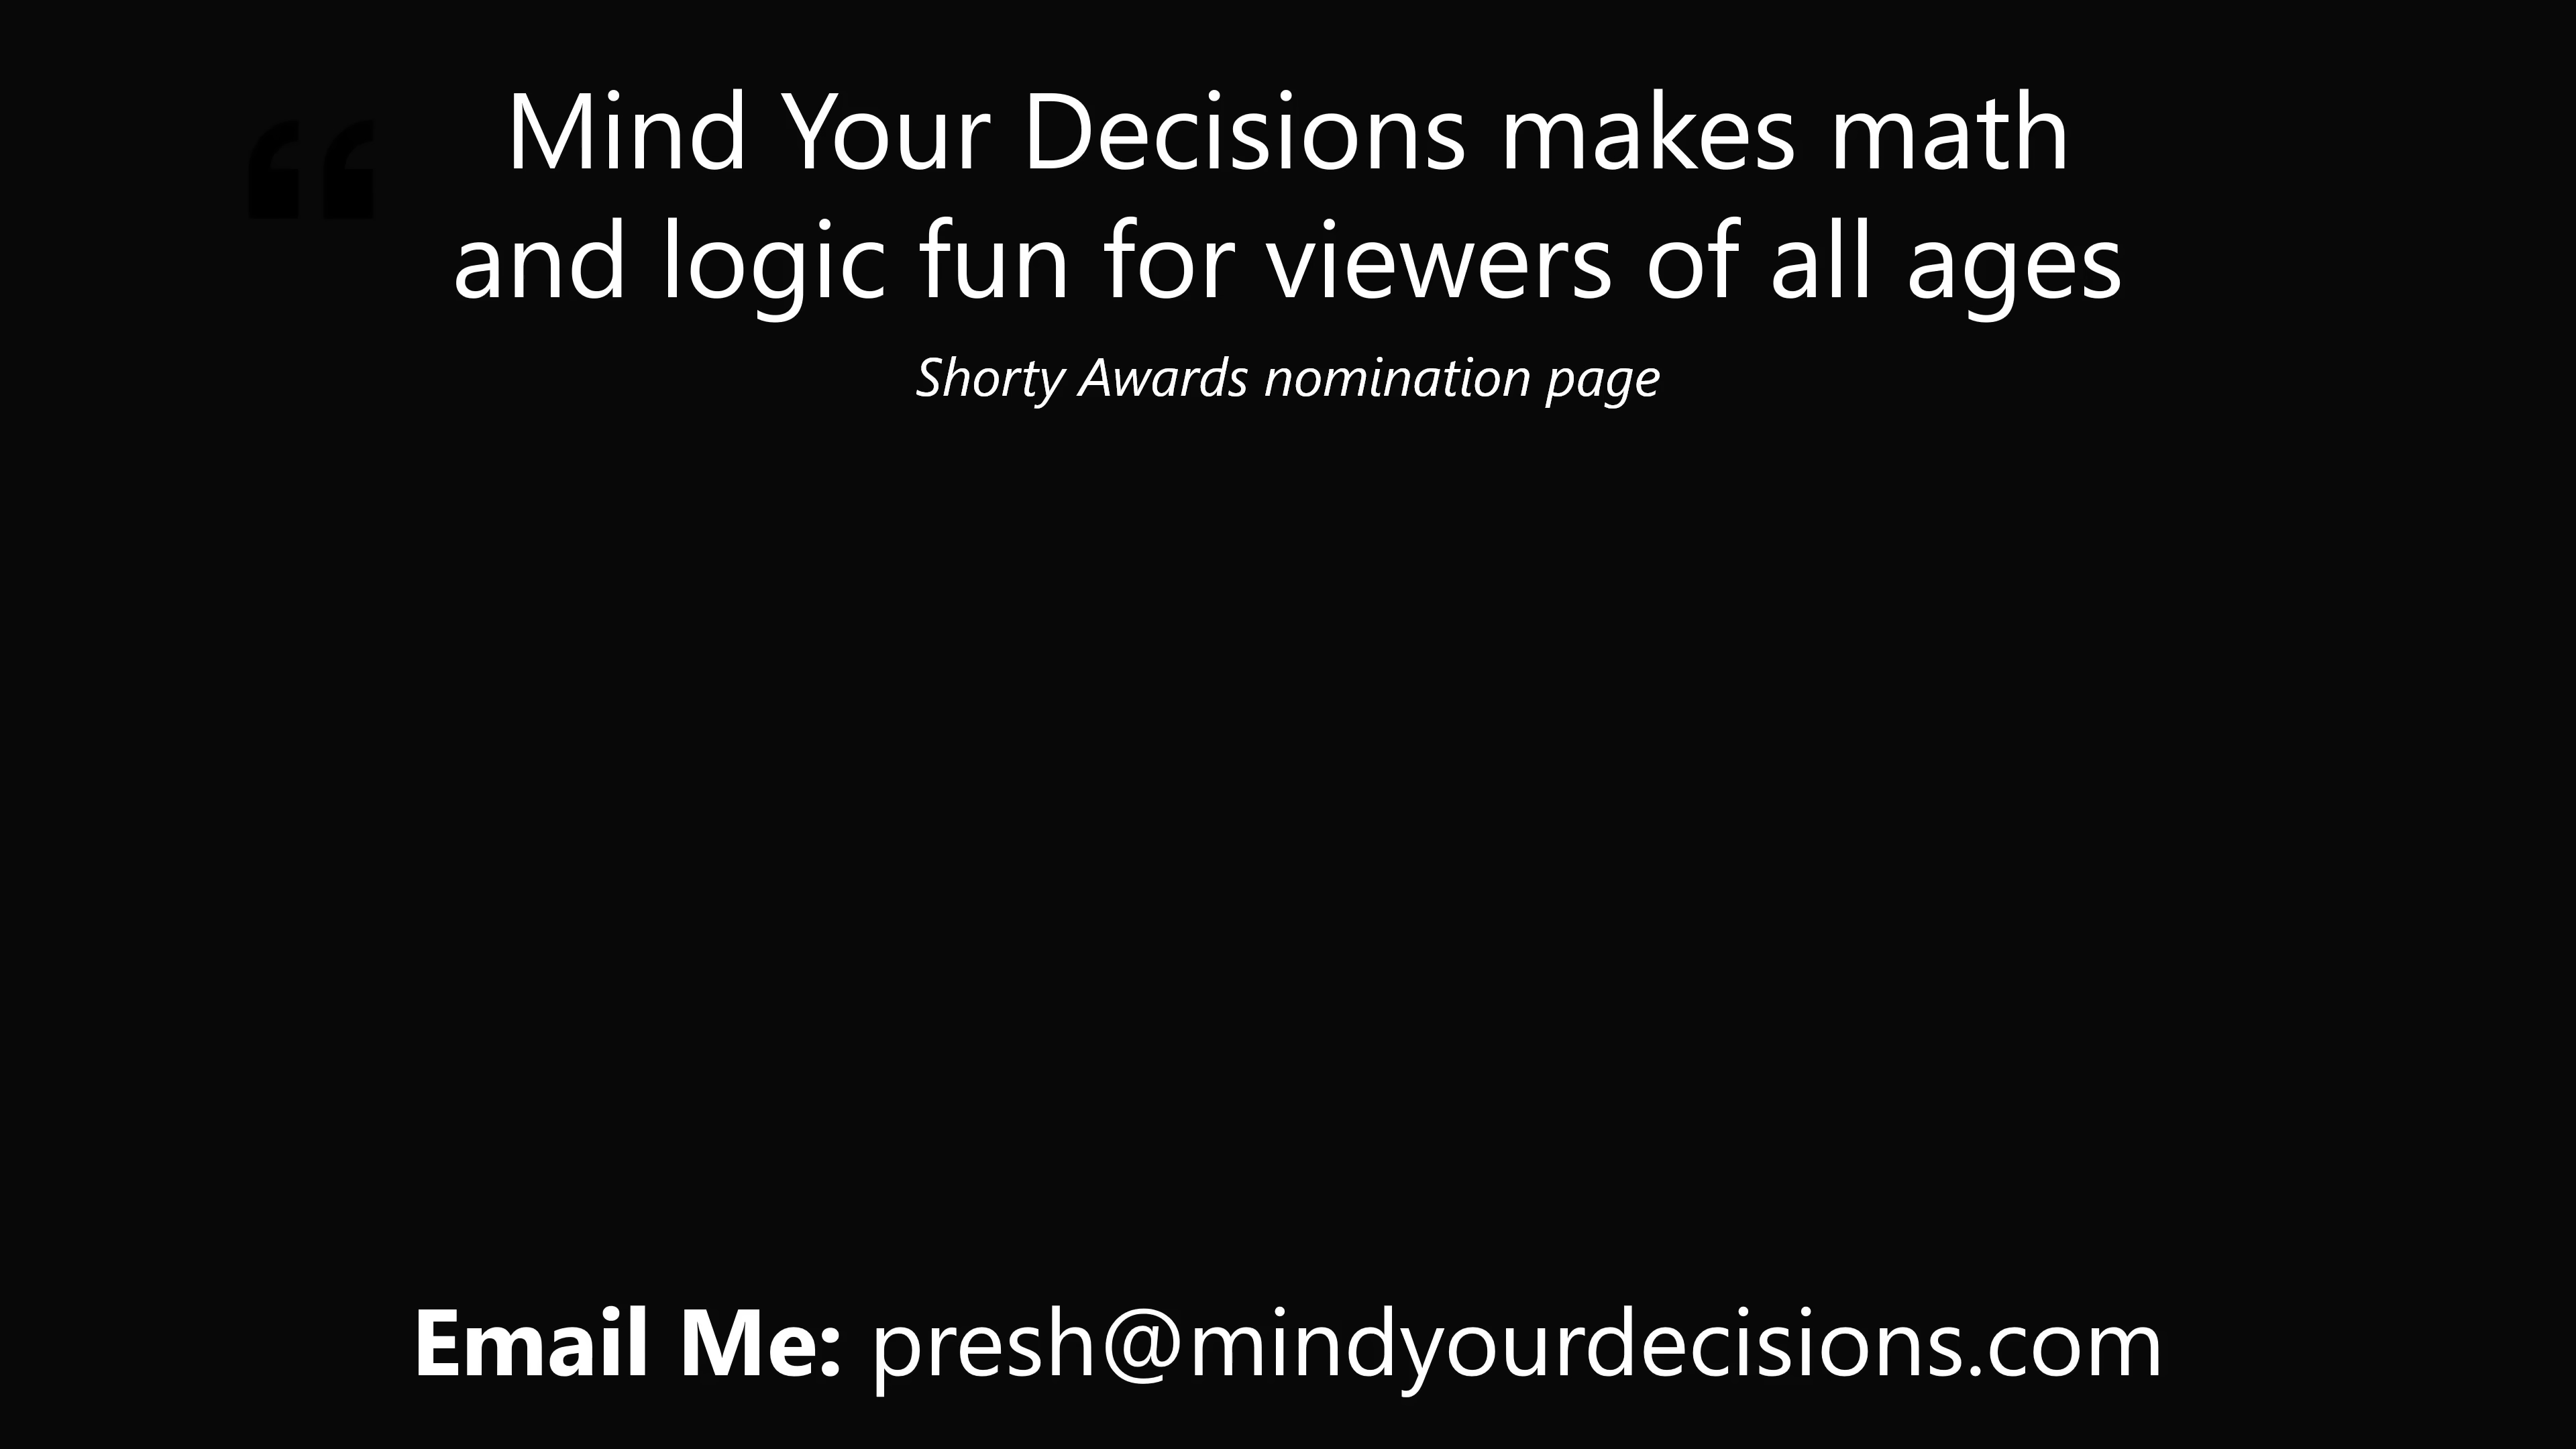 “
Mind Your Decisions makes math
and logic fun for viewers of all ages
Shorty Awards nomination page
Email Me: presh@mindyourdecisions.com